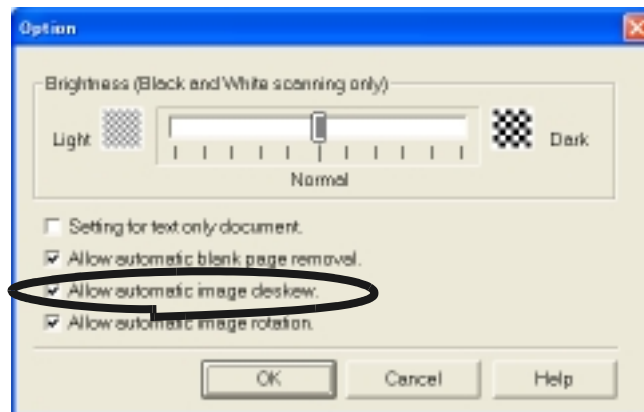 Option
Brightness (Black and White scanning only)
Light Dark
Normal
Setting for text only document.
Allow automatic blank page removal.
Allow automatic image deskew.
Allow automatic image rotation.
OK Cancel Help